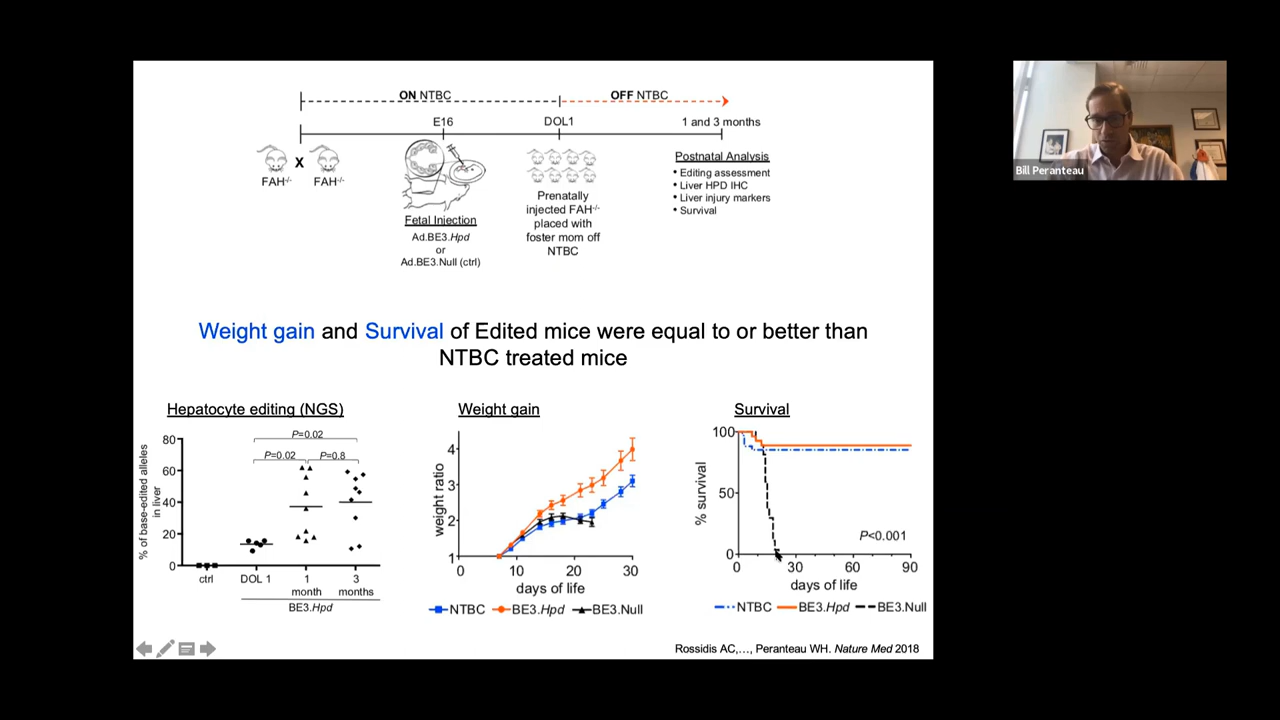 ON NTBC
OFF NTBC
E16
DOL1
1 and 3 months
X
FAH-/-
FAH-/-
Fetal Injection
Ad.BE3.Hpd
or
Ad.BE3.Null (ctrl)
Prenatally
injected FAH-/-
placed with
foster mom off
NTBC
Postnatal Analysis
• Editing assessment
• Liver HPD IHC
• Liver injury markers
• Survival
Bill Peranteau
Weight gain and Survival of Edited mice were equal to or better than
NTBC treated mice
Hepatocyte editing (NGS)
% of base-edited alleles
in liver
80
60
40
20
0
P=0.02
P=0.02
P=0.8
ctrl
DOL 1
1
month
3
months
BE3.Hpd
Weight gain
weight ratio
4
3
2
1
0
10
20
30
days of life
NTBC
BE3.Hpd
BE3.Null
Survival
% survival
100
50
0
P<0.001
0
30
60
90
days of life
NTBC
BE3.Hpd
BE3.Null
Rossidis AC,…, Peranteau WH. Nature Med 2018